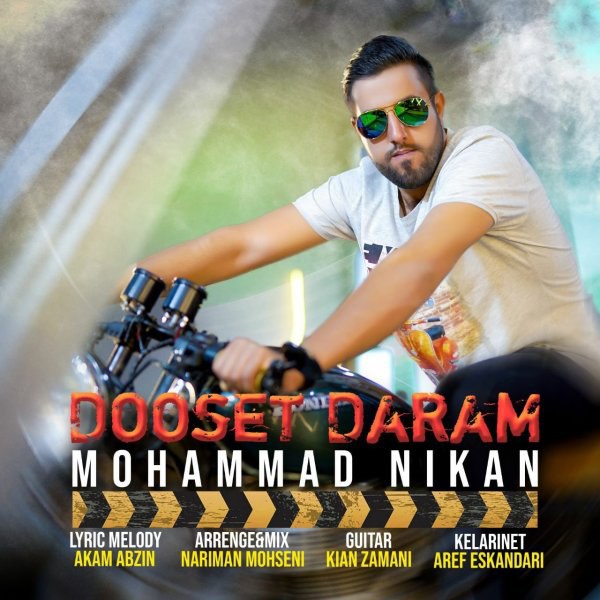 DOOSET DARAM
MOHAMMAD NIKAN
LYRIC MELODY ARRENGE&MIX GUITAR KELARINET
AKAM ABZIN NARIMAN MOHSENI KIAN ZAMANI AREF ESKANDARI